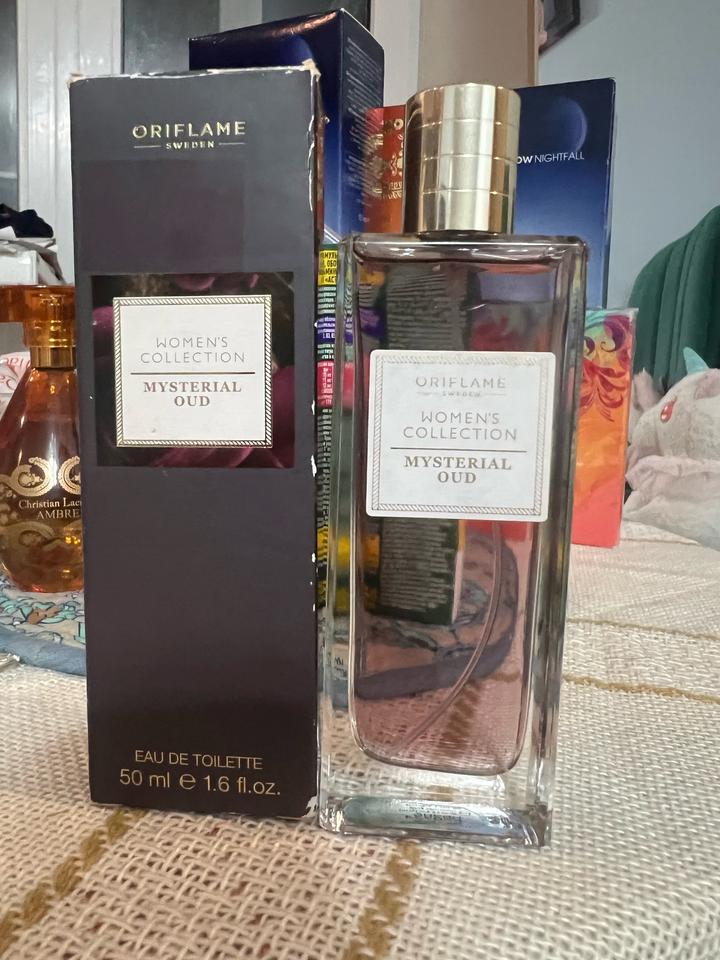 ORIFLAME
SWEDEN
WOMEN'S
COLLECTION
MYSTERIAL
OUD
EAU DE TOILETTE
50 ml ℮ 1.6 fl.oz.
ORIFLAME
SWEDEN
WOMEN'S
COLLECTION
MYSTERIAL
OUD
NIGHTFALL
Christian
AMBRE